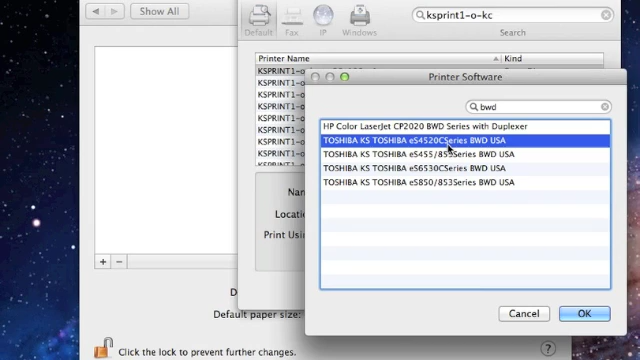 Show All
Default
Fax
IP
Windows
ksprint1-o-kc
Search
Printer Name
Kind
Printer Software
KSPRINT1-o
KSPRINT1-o
KSPRINT1-o
KSPRINT1-o
KSPRINT1-o
KSPRINT1-o
KSPRINT1-o
KSPRINT1-o
bwd
HP Color LaserJet CP2020 BWD Series with Duplexer
TOSHIBA KS TOSHIBA eS4520CSeries BWD USA
TOSHIBA KS TOSHIBA eS455/855Series BWD USA
TOSHIBA KS TOSHIBA eS6530CSeries BWD USA
TOSHIBA KS TOSHIBA eS850/853Series BWD USA
Nan
Locatio
Print Usin
D
Default paper size:
Cancel
OK
Click the lock to prevent further changes.
?